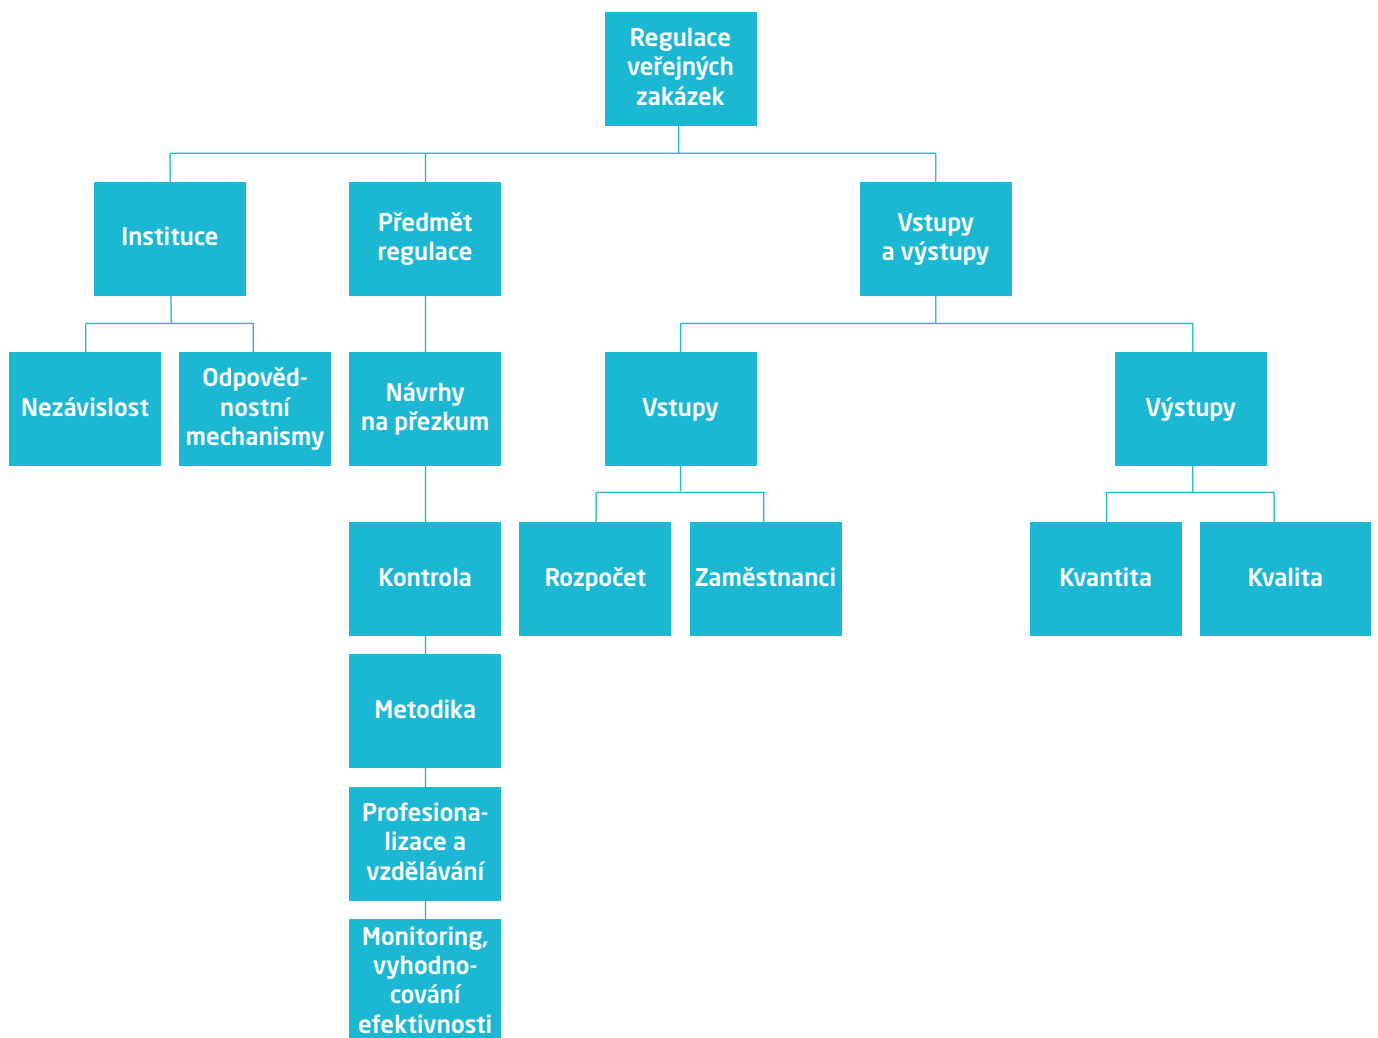 Regulace
veřejných
zakázek
Instituce
Předmět
regulace
Vstupy
a výstupy
Nezávislost
Odpověd-
nostní
mechanismy
Návrhy
na přezkum
Vstupy
Výstupy
Kontrola
Rozpočet
Zaměstnanci
Kvantita
Kvalita
Metodika
Profesiona-
lizace a
vzdělávání
Monitoring,
vyhodno-
cování
efektivnosti